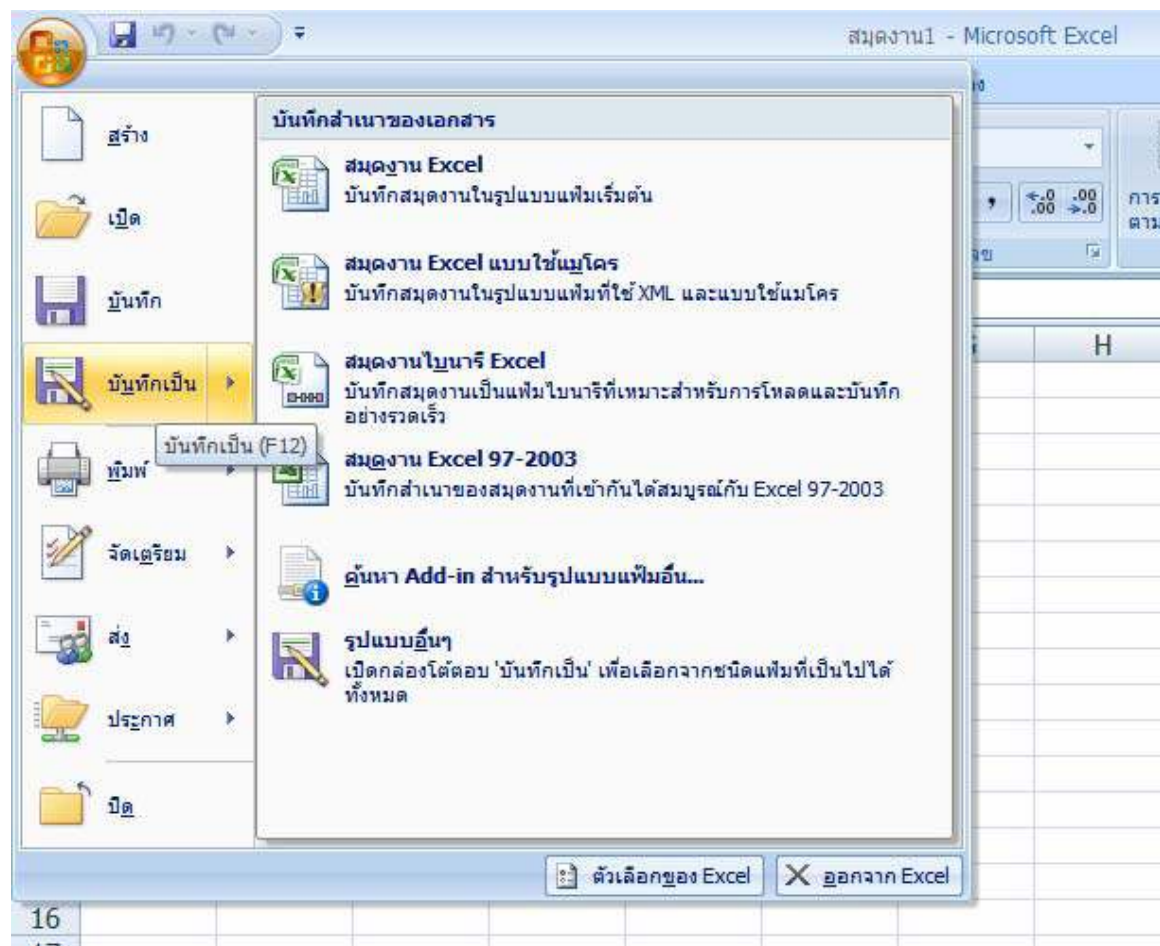 สมุดงาน1 - Microsoft Excel
สร้าง
เปิด
บันทึก
บันทึกเป็น
บันทึกเป็น (F12)
พิมพ์
จัดเตรียม
ส่ง
ประกาศ
ปิด
บันทึกสำเนาของเอกสาร
สมุดงาน Excel
บันทึกสมุดงานในรูปแบบแฟ้มเริ่มต้น
สมุดงาน Excel แบบใช้แมโคร
บันทึกสมุดงานในรูปแบบแฟ้มที่ใช้ XML และแบบใช้แมโคร
สมุดงานไบนารี Excel
บันทึกสมุดงานเป็นแฟ้มไบนารีที่เหมาะสำหรับการโหลดและบันทึก
อย่างรวดเร็ว
สมุดงาน Excel 97-2003
บันทึกสำเนาของสมุดงานที่เข้ากันได้สมบูรณ์กับ Excel 97-2003
ค้นหา Add-in สำหรับรูปแบบแฟ้มอื่น...
รูปแบบอื่นๆ
เปิดกล่องโต้ตอบ 'บันทึกเป็น' เพื่อเลือกจากชนิดแฟ้มที่เป็นไปได้
ทั้งหมด
ตัวเลือกของ Excel
ออกจาก Excel
, .0 .00 .00 .0
การ
ตาม
H
16